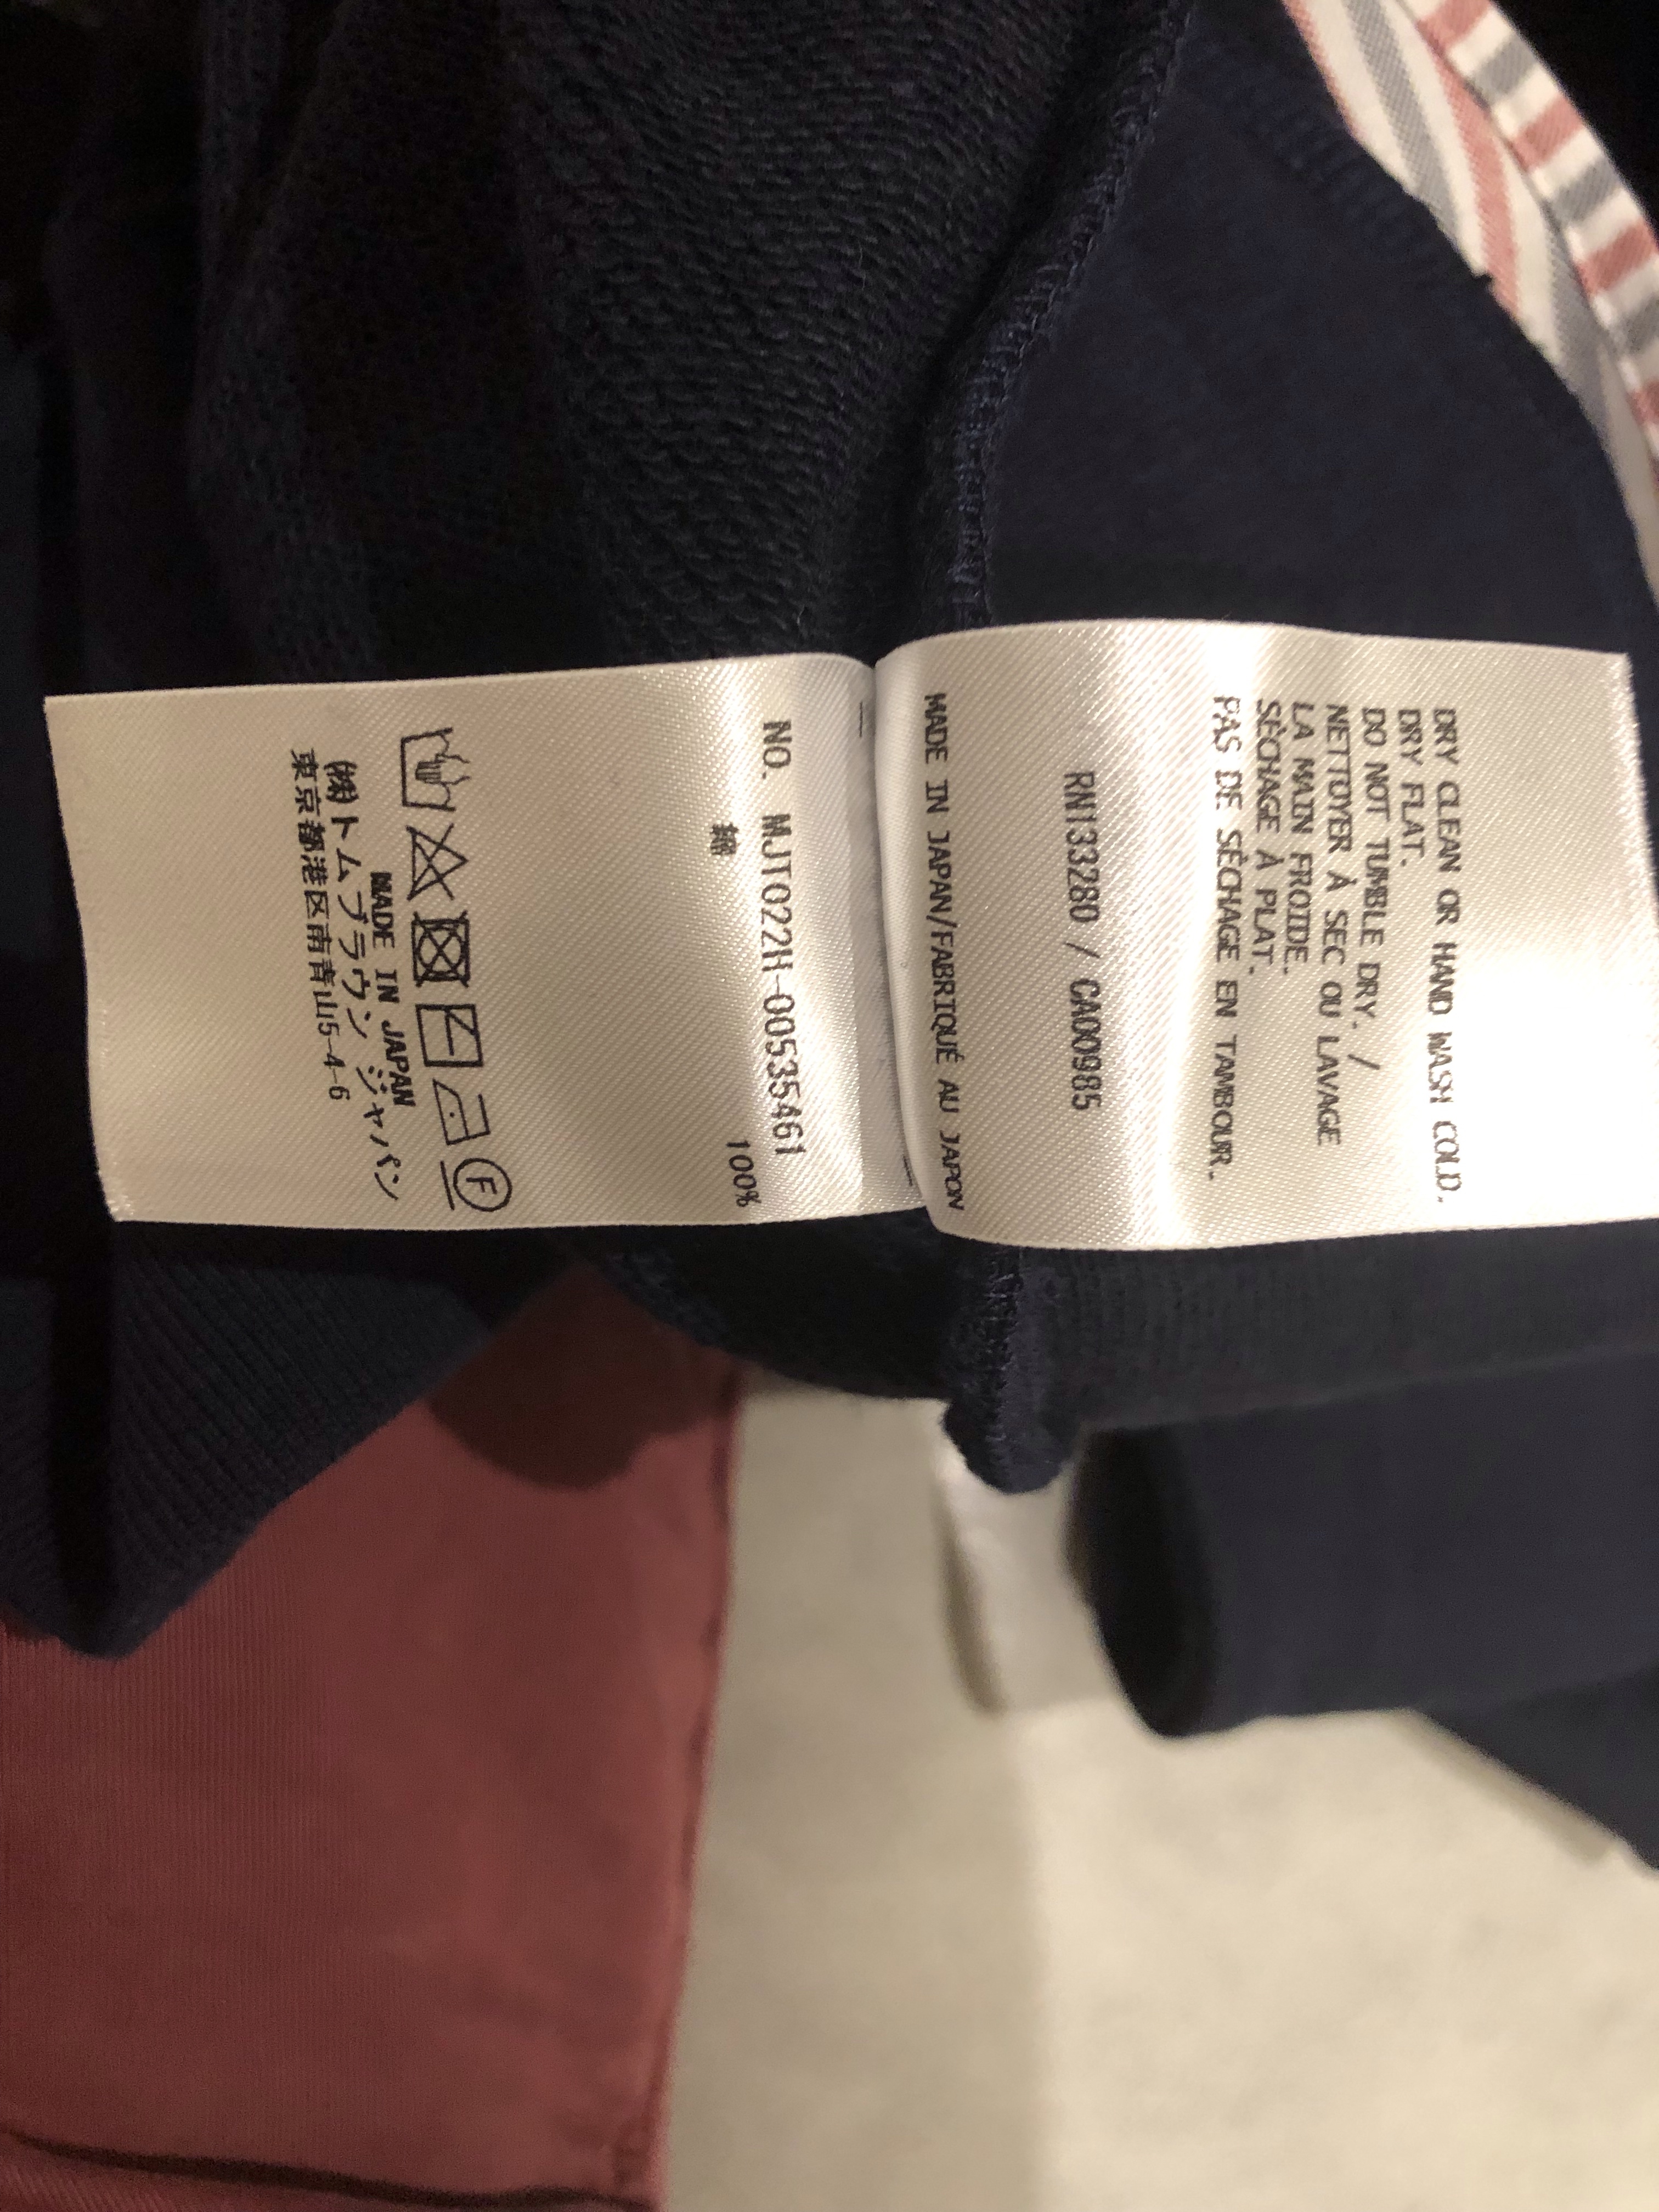 DRY CLEAN OR HAND WASH COLD.
DRY FLAT.
DO NOT TUMBLE DRY. /
NETTOYER À SEC OU LAVAGE
LA MAIN FROIDE.
SÉCHAGE À PLAT.
PAS DE SÉCHAGE EN TAMBOUR.
RN133280 / CA00985
MADE IN JAPAN/FABRIQUÉ AU JAPON
NO. MJT022H-00535461
綿 100%
F
MADE IN JAPAN
㈱トムブラウン ジャパン
東京都港区南青山5-4-6